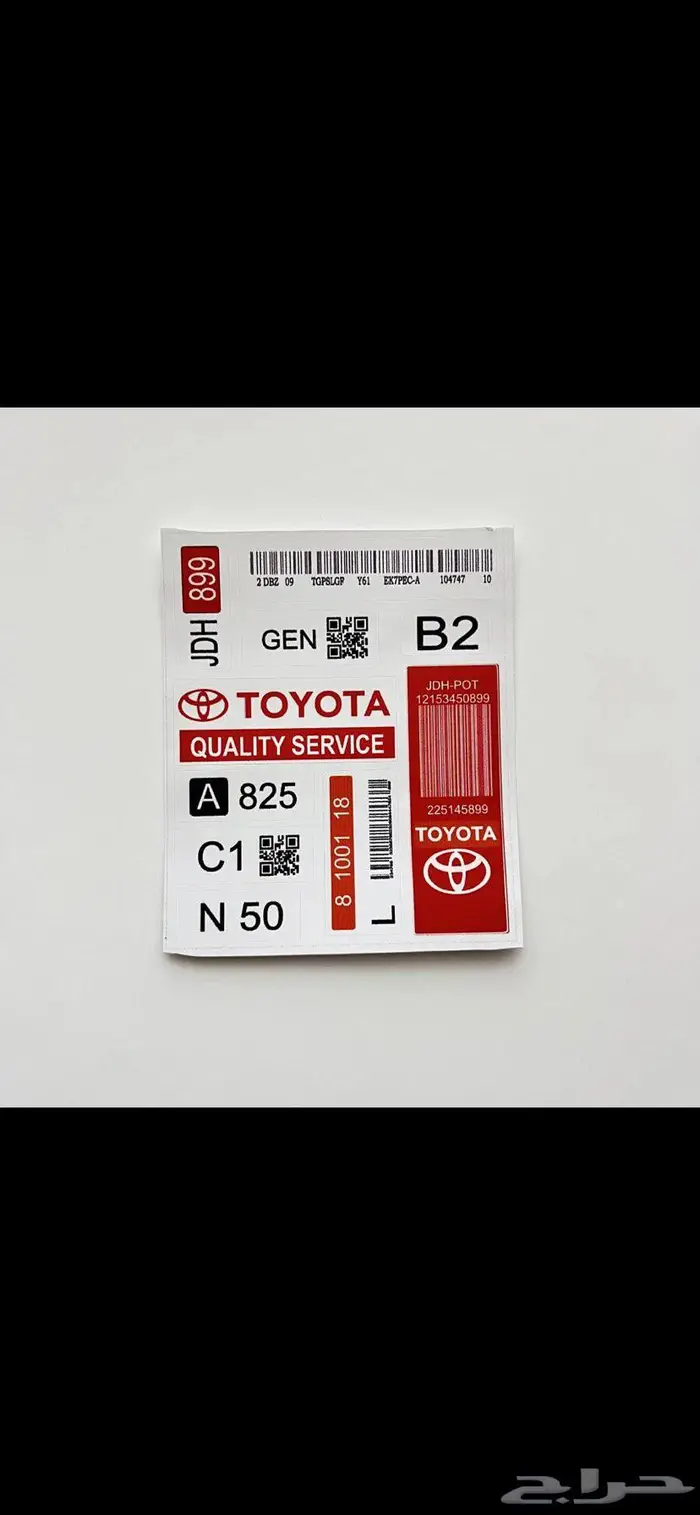 JDH 899
2 DBZ 09 TGPSLGF Y61 EK7PEC-A 104747 10
GEN
B2
TOYOTA
QUALITY SERVICE
A 825
C1
N 50
8 1001 18
L
JDH-POT
12153450899
225145899
TOYOTA
حراج